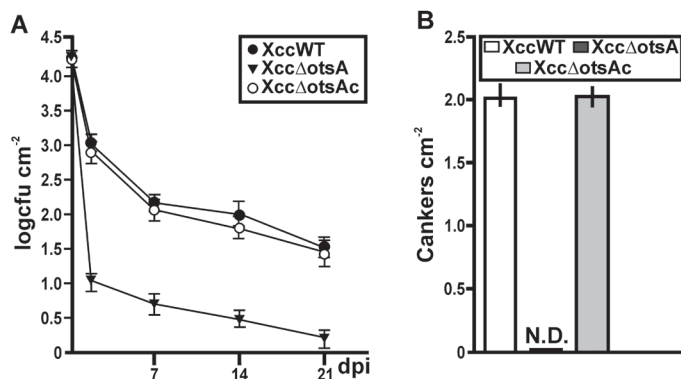 A
logcfu cm-2
4.5
4.0
3.5
3.0
2.5
2.0
1.5
1.0
0.5
0
7
14
21
dpi
XccWT
XccΔotsA
XccΔotsAc
B
Cankers cm-2
2.5
2.0
1.5
1.0
0.5
0
XccWT
XccΔotsA
XccΔotsAc
N.D.